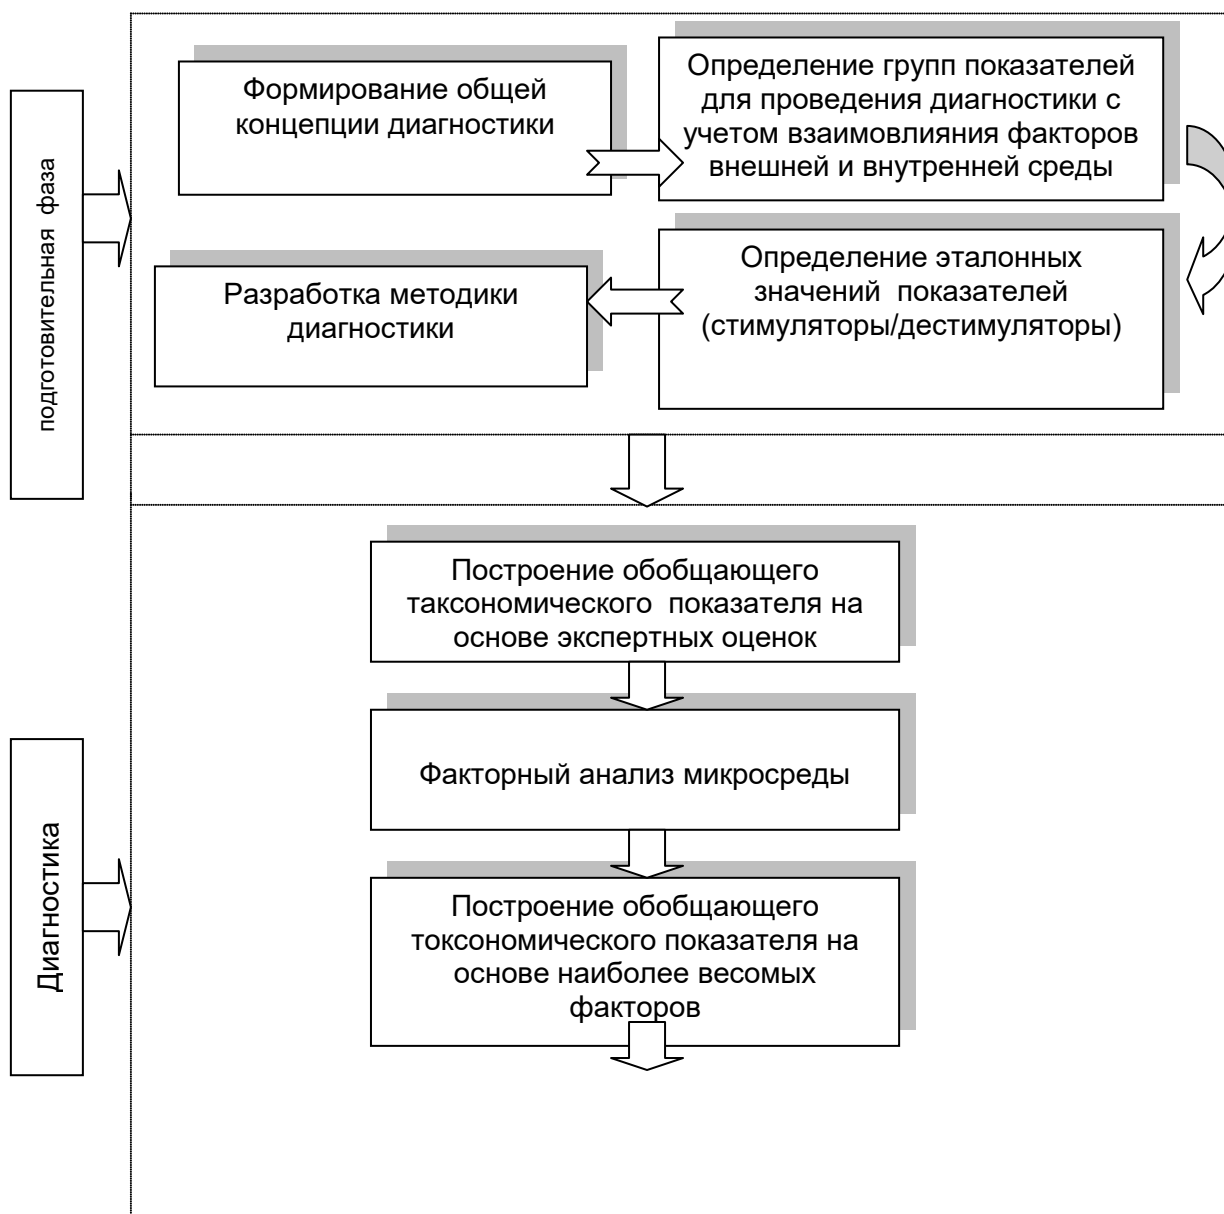 подготовительная фаза
Формирование общей
концепции диагностики
Определение групп показателей
для проведения диагностики с
учетом взаимовлияния факторов
внешней и внутренней среды
Определение эталонных
значений показателей
(стимуляторы/дестимуляторы)
Разработка методики
диагностики
Диагностика
Построение обобщающего
таксономического показателя на
основе экспертных оценок
Факторный анализ микросреды
Построение обобщающего
токсономического показателя на
основе наиболее весомых
факторов